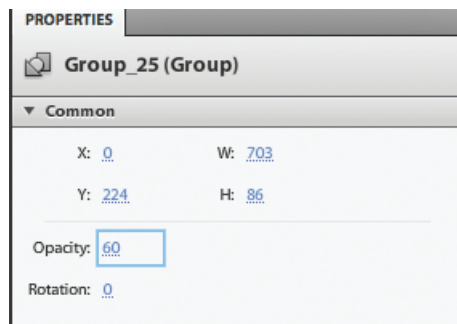 PROPERTIES
Group_25 (Group)
Common
X: 0 W: 703
Y: 224 H: 86
Opacity: 60
Rotation: 0